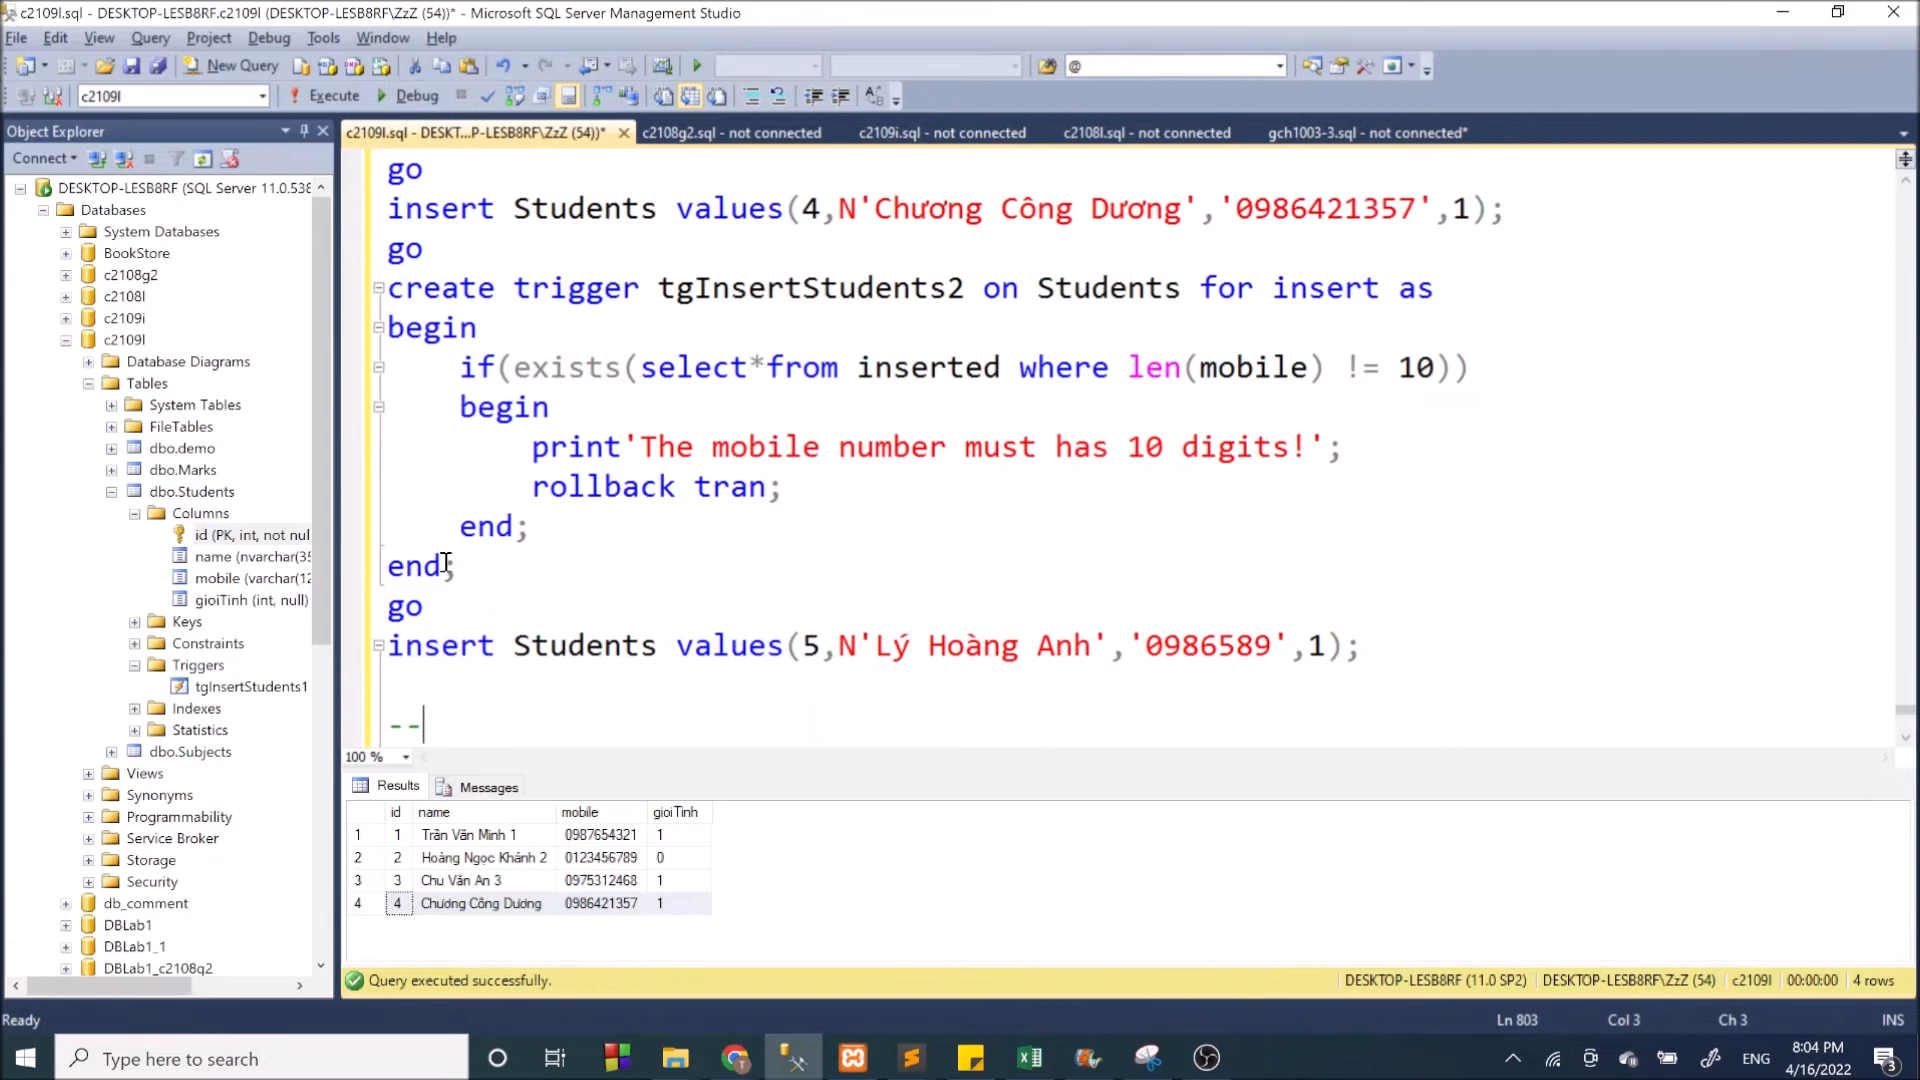 c2109l.sql - DESKTOP-LESB8RF.c2109l (DESKTOP-LESB8RF\ZzZ (54))* - Microsoft SQL Server Management Studio
File Edit View Query Project Debug Tools Window Help
New Query @
c2109l Execute Debug
Object Explorer
c2109l.sql - DESKT...P-LESB8RF\ZzZ (54))* c2108g2.sql - not connected c2109i.sql - not connected c2108l.sql - not connected gch1003-3.sql - not connected*
Connect
DESKTOP-LESB8RF (SQL Server 11.0.538
Databases
System Databases
BookStore
c2108g2
c2108l
c2109i
c2109l
Database Diagrams
Tables
System Tables
FileTables
dbo.demo
dbo.Marks
dbo.Students
Columns
id (PK, int, not nul
name (nvarchar(35
mobile (varchar(12
gioiTinh (int, null)
Keys
Constraints
Triggers
tgInsertStudents1
Indexes
Statistics
dbo.Subjects
Views
Synonyms
Programmability
Service Broker
Storage
Security
db_comment
DBLab1
DBLab1_1
DBLab1_c2108g2
go
insert Students values(4,N'Chương Công Dương','0986421357',1);
go
create trigger tgInsertStudents2 on Students for insert as
begin
if(exists(select*from inserted where len(mobile) != 10))
begin
print'The mobile number must has 10 digits!';
rollback tran;
end;
end;
go
insert Students values(5,N'Lý Hoàng Anh','0986589',1);
--
100 %
Results Messages
id name mobile gioiTinh
1 1 Trần Văn Minh 1 0987654321 1
2 2 Hoàng Ngọc Khánh 2 0123456789 0
3 3 Chu Văn An 3 0975312468 1
4 4 Chương Công Dương 0986421357 1
Query executed successfully. DESKTOP-LESB8RF (11.0 SP2) DESKTOP-LESB8RF\ZzZ (54) c2109l 00:00:00 4 rows
Ready Ln 803 Col 3 Ch 3 INS
Type here to search ENG 8:04 PM
4/16/2022 3